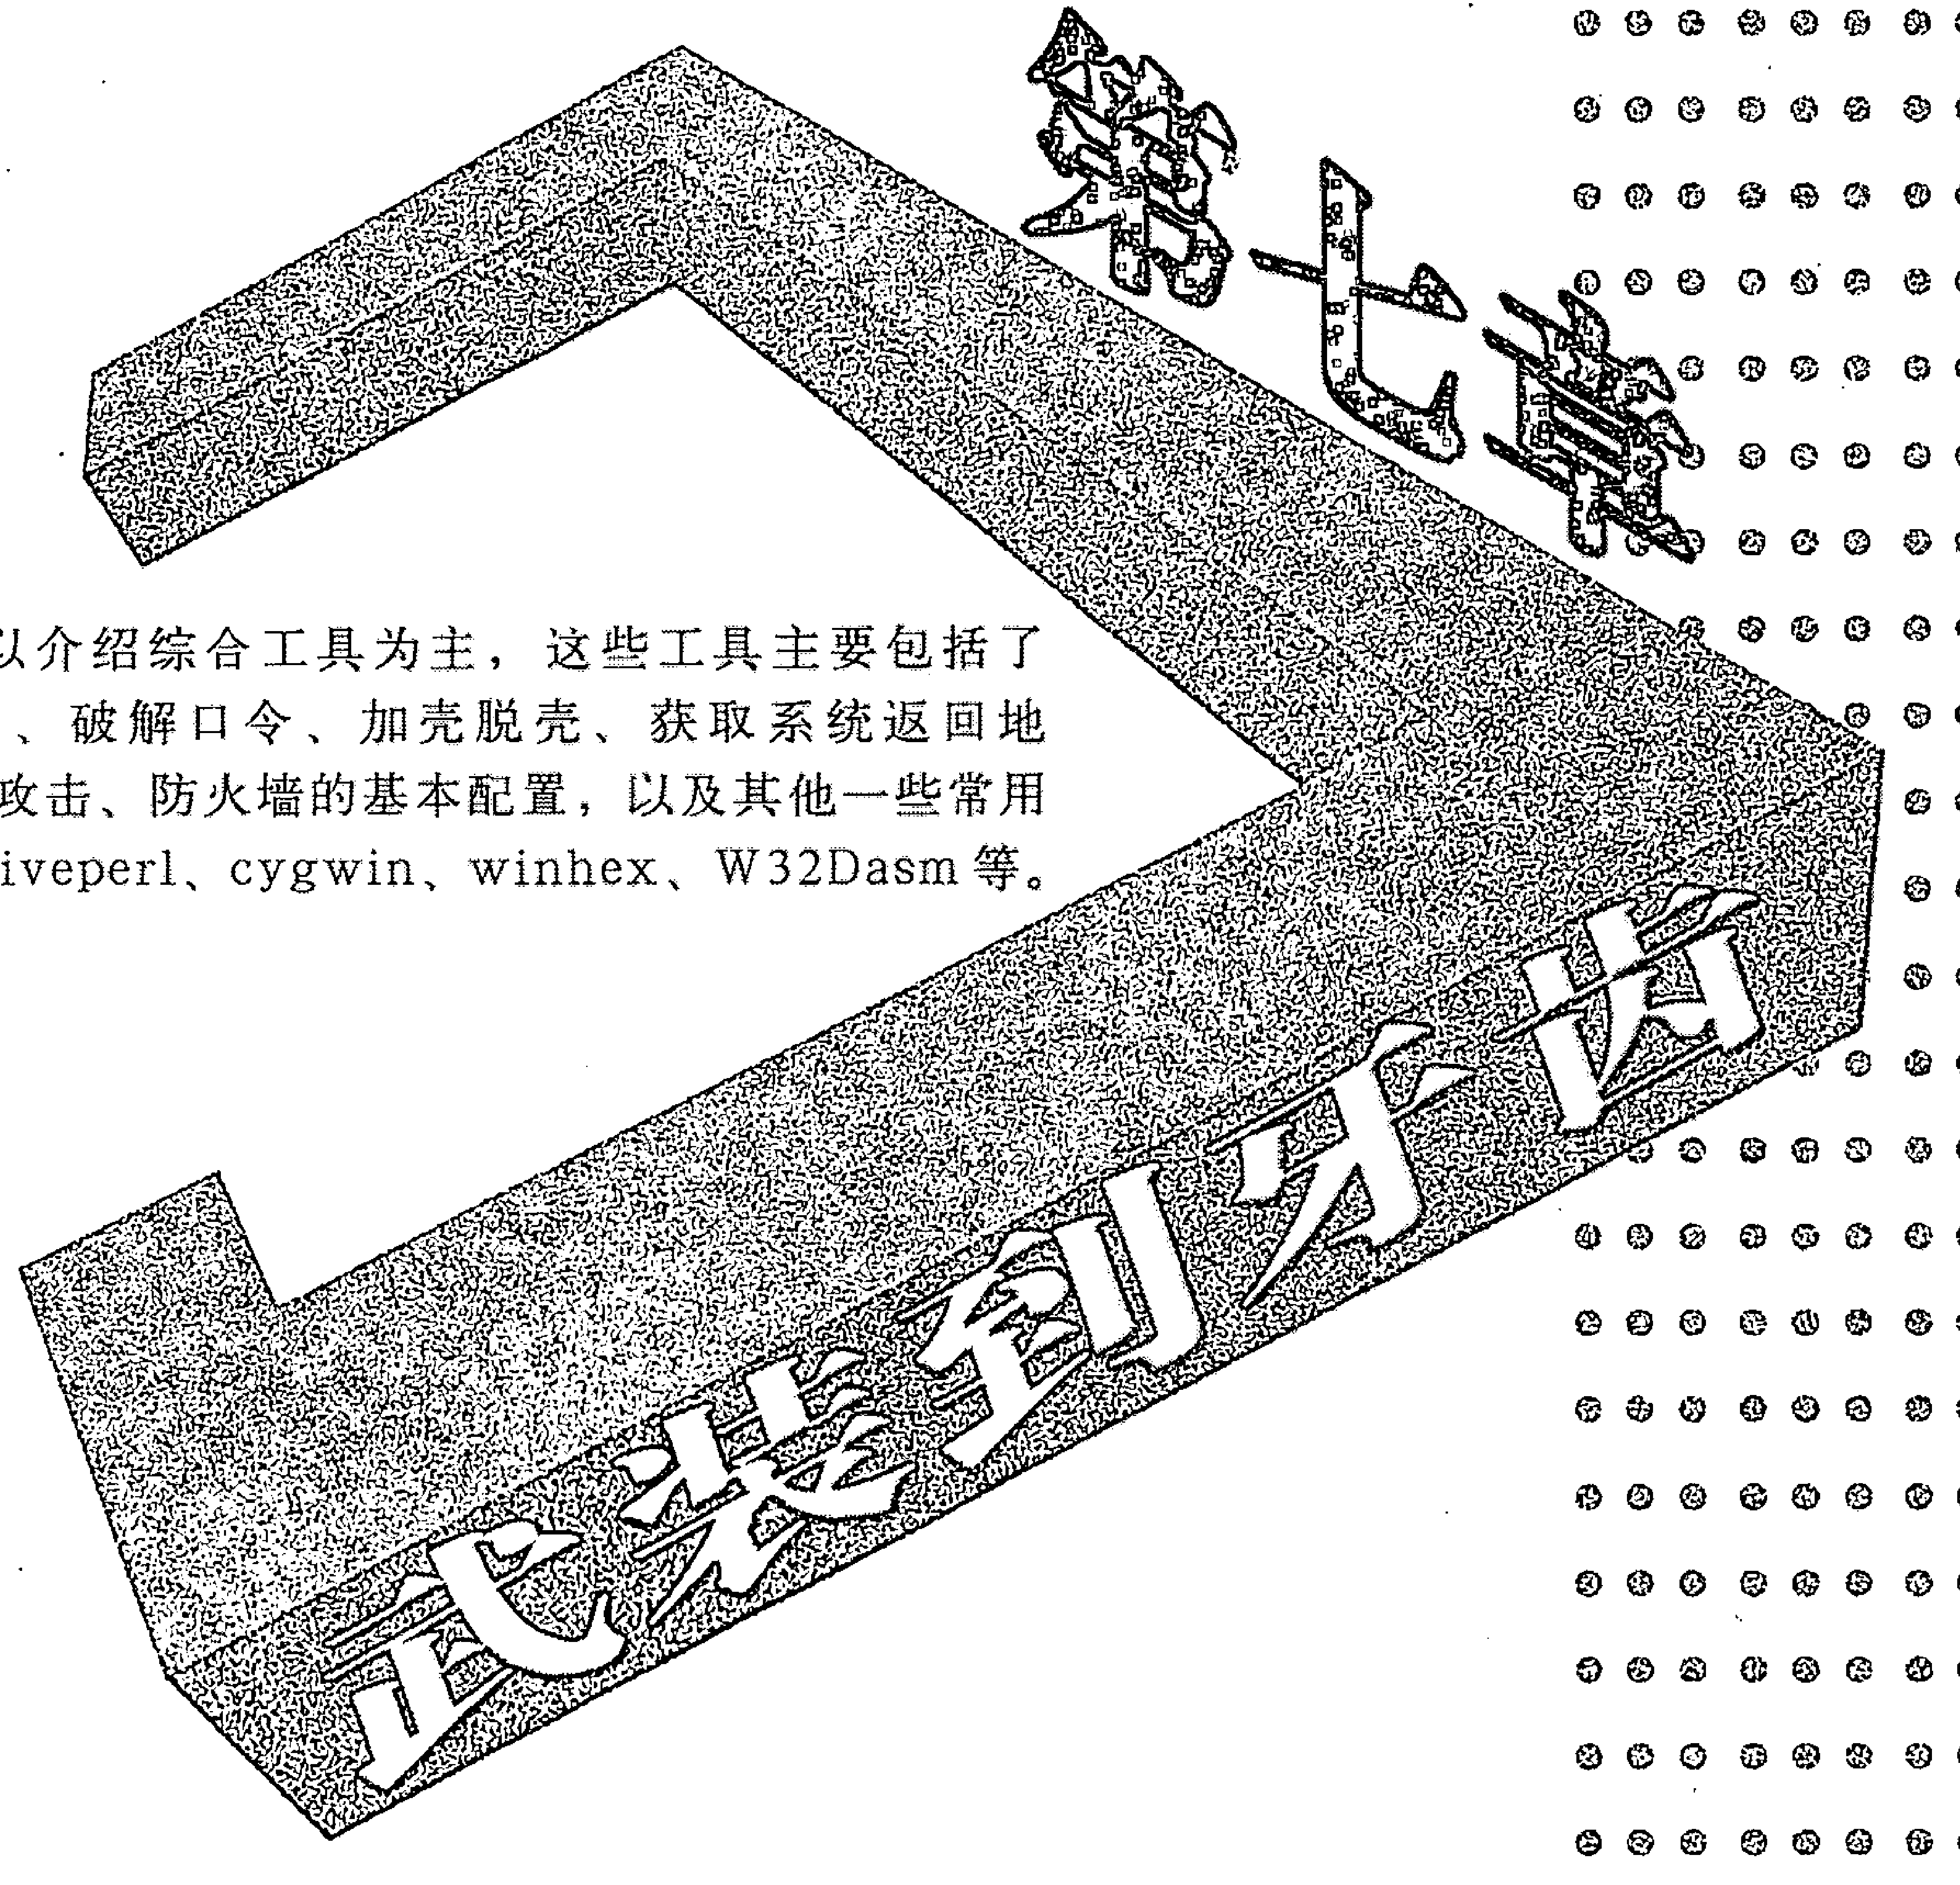 第七章
以介绍综合工具为主，这些工具主要包括了
、破解口令、加壳脱壳、获取系统返回地
攻击、防火墙的基本配置，以及其他一些常用
iveperl、cygwin、winhex、W32Dasm 等。
武装到牙齿